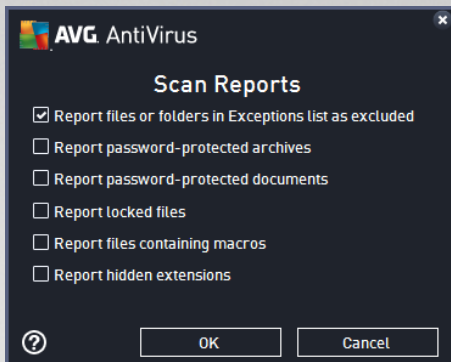 AVG AntiVirus
Scan Reports
Report files or folders in Exceptions list as excluded
Report password-protected archives
Report password-protected documents
Report locked files
Report files containing macros
Report hidden extensions
? OK Cancel